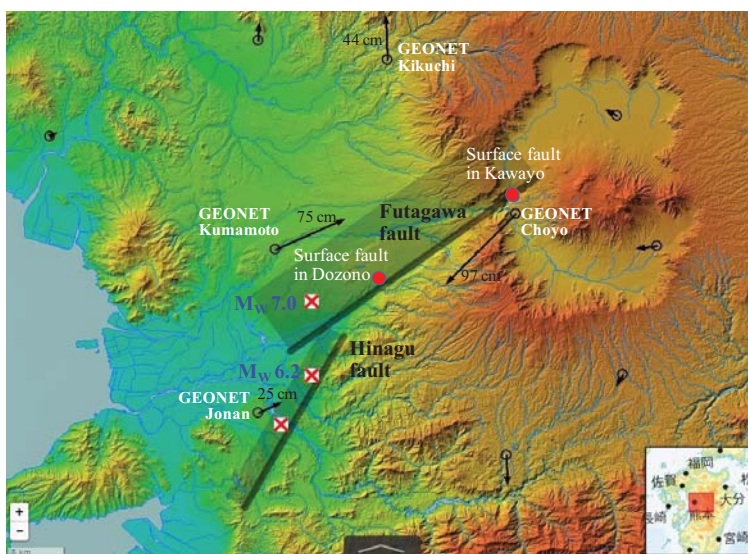 44 cm
GEONET
Kikuchi
Surface fault
in Kawayo
GEONET
Kumamoto
75 cm
Futagawa
fault
GEONET
Choyo
Surface fault
in Dozono
97 cm
Mw 7.0
Hinagu
fault
Mw 6.2
25 cm
GEONET
Jonan
福岡
佐賀
大分
長崎
熊本
宮崎
+
−